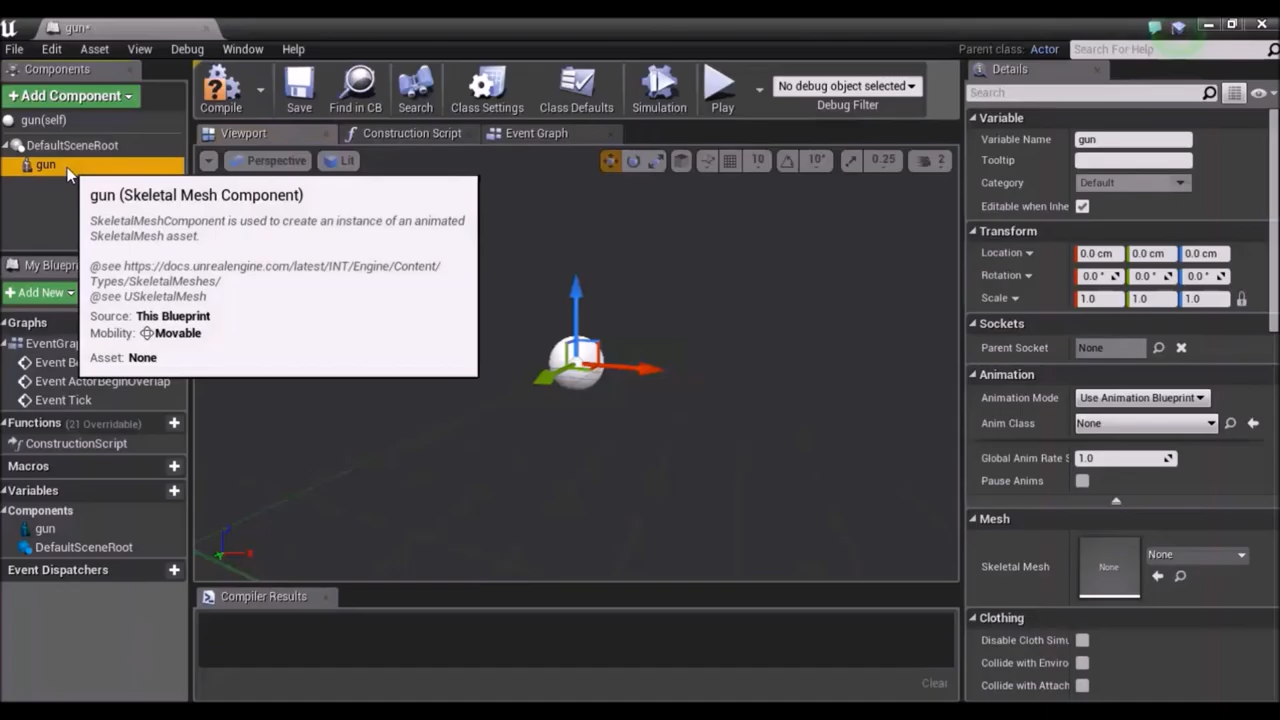 gun*
File Edit Asset View Debug Window Help
Parent class: Actor
Search For Help
Components
+Add Component
gun(self)
DefaultSceneRoot
gun
gun (Skeletal Mesh Component)
SkeletalMeshComponent is used to create an instance of an animated
SkeletalMesh asset.
@see https://docs.unrealengine.com/latest/INT/Engine/Content/
Types/SkeletalMeshes/
@see USkeletalMesh
Source: This Blueprint
Mobility: Movable
Asset: None
My Bluepri
+Add New
Graphs
EventGra
Event Be
Event ActorBeginOverlap
Event Tick
Functions (21 Overridable)
ConstructionScript
Macros
Variables
Components
gun
DefaultSceneRoot
Event Dispatchers
Compile Save Find in CB Search Class Settings Class Defaults Simulation Play
No debug object selected
Debug Filter
Viewport Construction Script Event Graph
Perspective Lit
10 10° 0.25 2
X
Compiler Results
Clear
Details
Search
Variable
Variable Name gun
Tooltip
Category Default
Editable when Inhe
Transform
Location 0.0 cm 0.0 cm 0.0 cm
Rotation 0.0 ° 0.0 ° 0.0 °
Scale 1.0 1.0 1.0
Sockets
Parent Socket None
Animation
Animation Mode Use Animation Blueprint
Anim Class None
Global Anim Rate S 1.0
Pause Anims
Mesh
Skeletal Mesh None None
Clothing
Disable Cloth Simu
Collide with Enviro
Collide with Attach